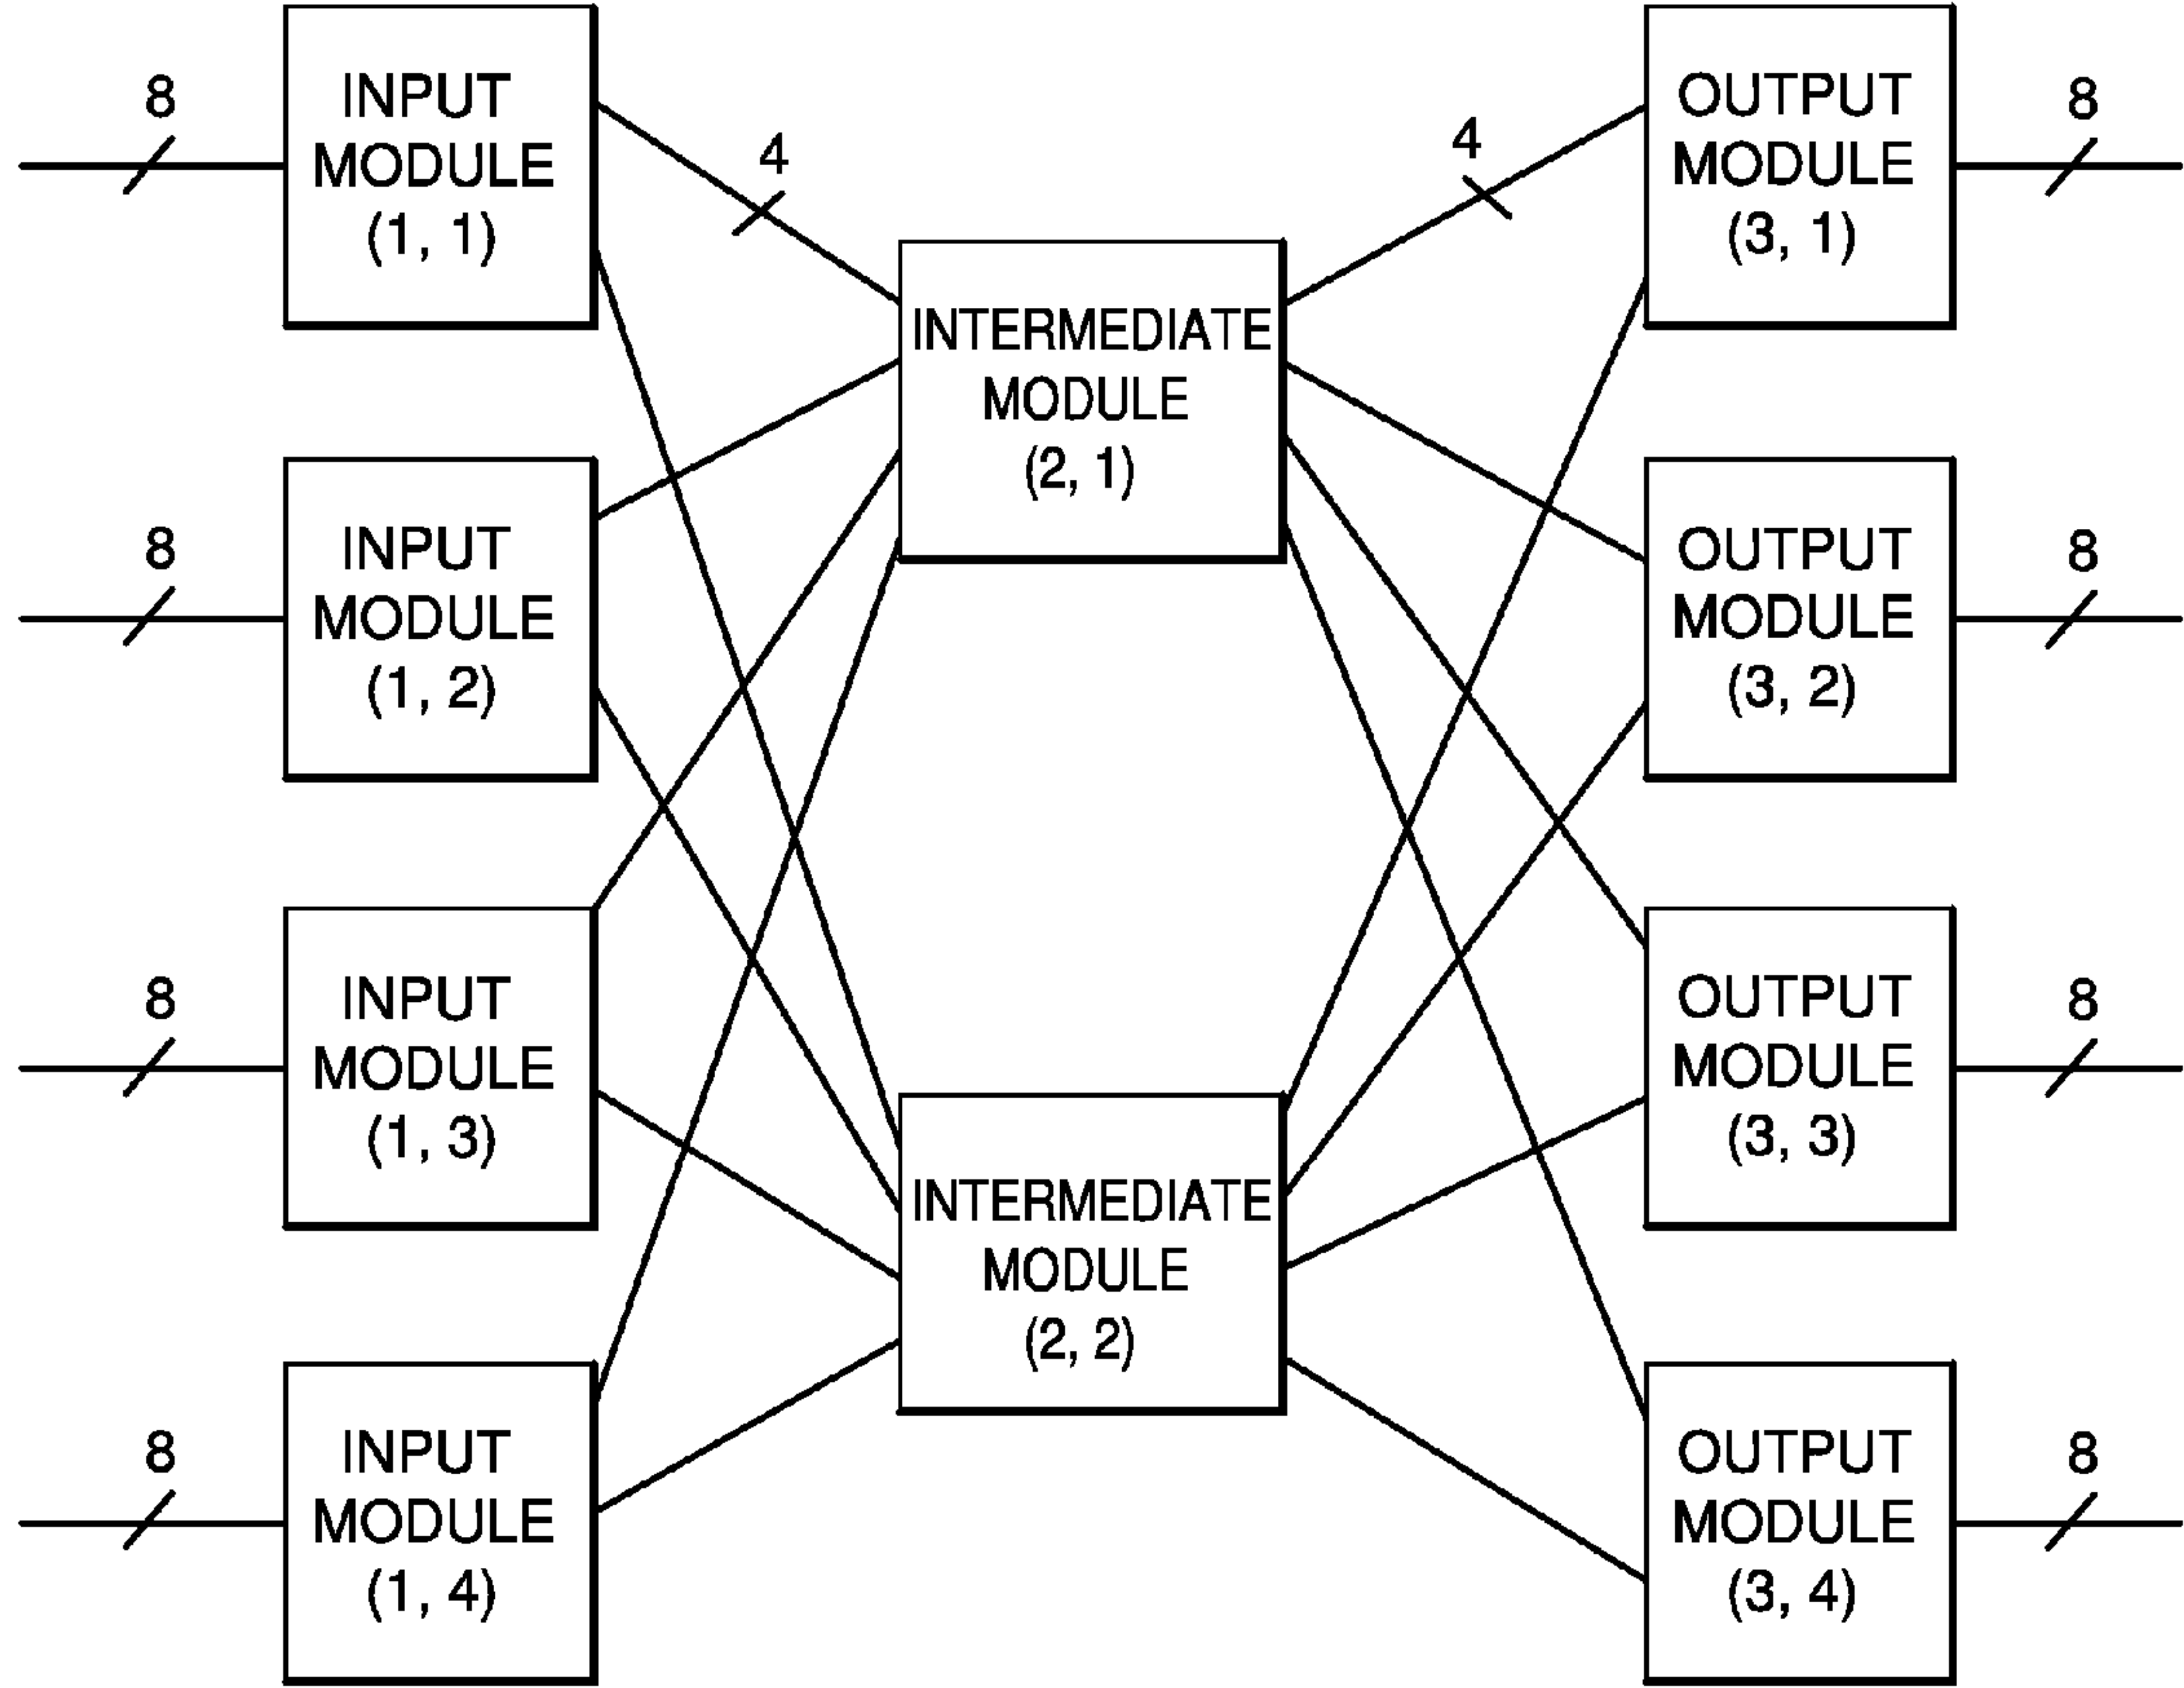 8
INPUT
MODULE
(1, 1)
4
4
OUTPUT
MODULE
(3, 1)
8
INTERMEDIATE
MODULE
(2, 1)
8
INPUT
MODULE
(1, 2)
OUTPUT
MODULE
(3, 2)
8
8
INPUT
MODULE
(1, 3)
OUTPUT
MODULE
(3, 3)
8
INTERMEDIATE
MODULE
(2, 2)
8
INPUT
MODULE
(1, 4)
OUTPUT
MODULE
(3, 4)
8